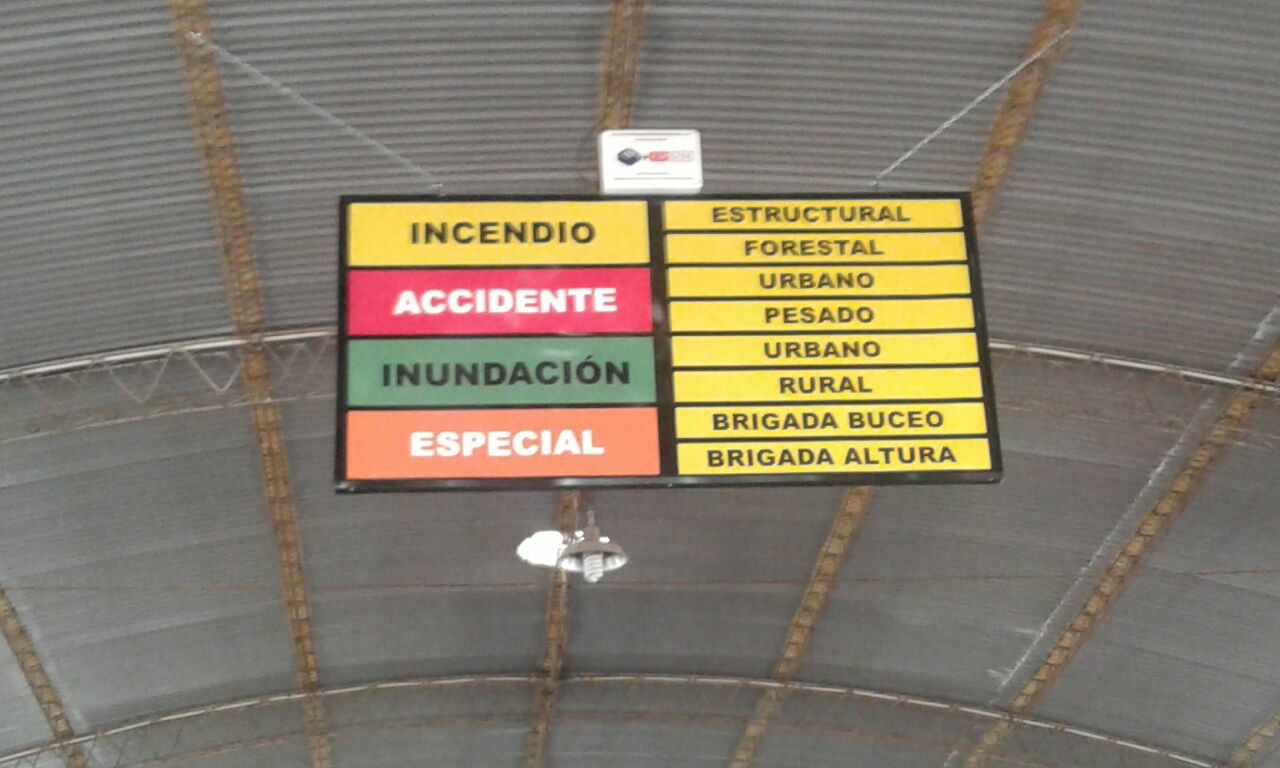 INCENDIO
ACCIDENTE
INUNDACIÓN
ESPECIAL
ESTRUCTURAL
FORESTAL
URBANO
PESADO
URBANO
RURAL
BRIGADA BUCEO
BRIGADA ALTURA